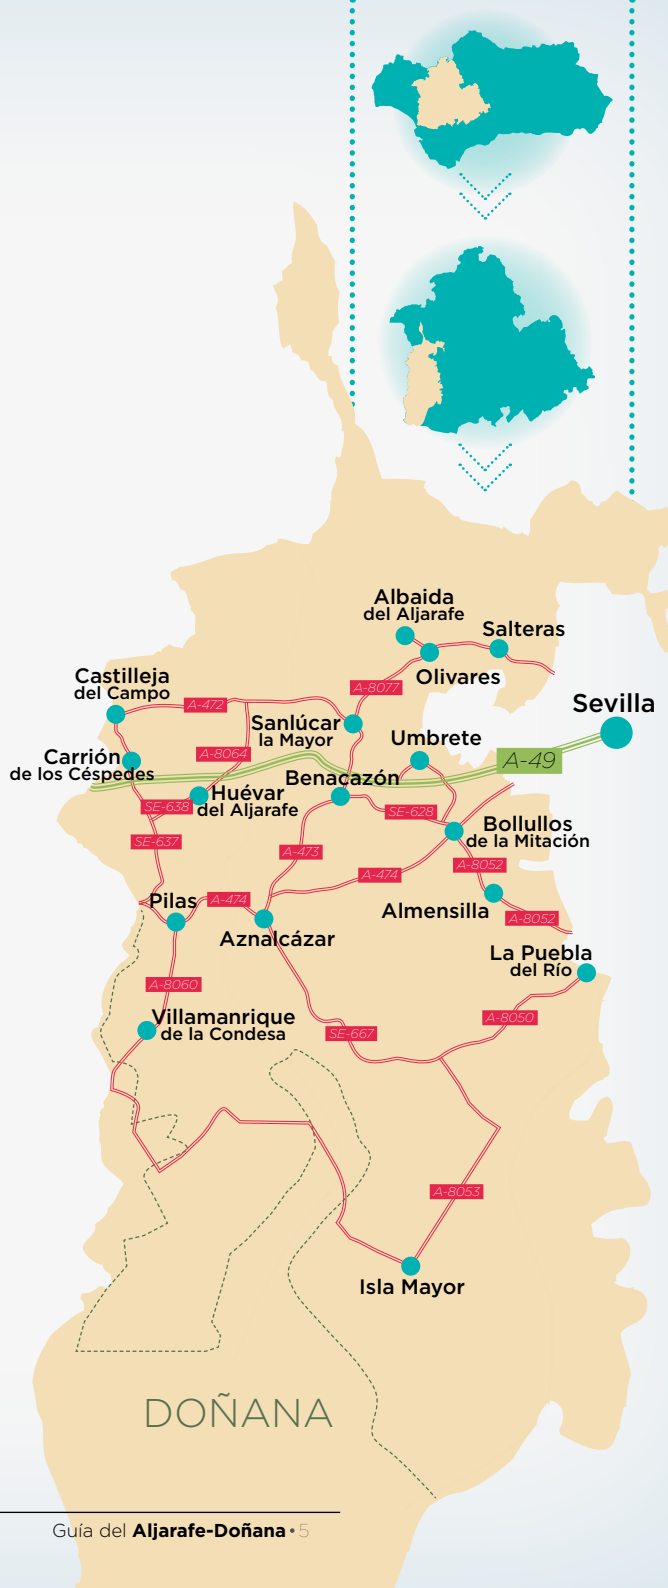 Albaida
del Aljarafe
Salteras
Olivares
Castilleja
del Campo
A-8077
A-472
Sevilla
Sanlúcar
la Mayor
Umbrete
A-8064
Carrión
de los Céspedes
A-49
Benacazón
Huévar
del Aljarafe
SE-638
SE-628
Bollullos
de la Mitación
SE-637
A-473
A-8052
A-474
Pilas
A-474
Almensilla
A-8052
Aznalcázar
La Puebla
del Río
A-8060
Villamanrique
de la Condesa
A-8050
SE-667
A-8053
Isla Mayor
DOÑANA
Guía del Aljarafe-Doñana • 5